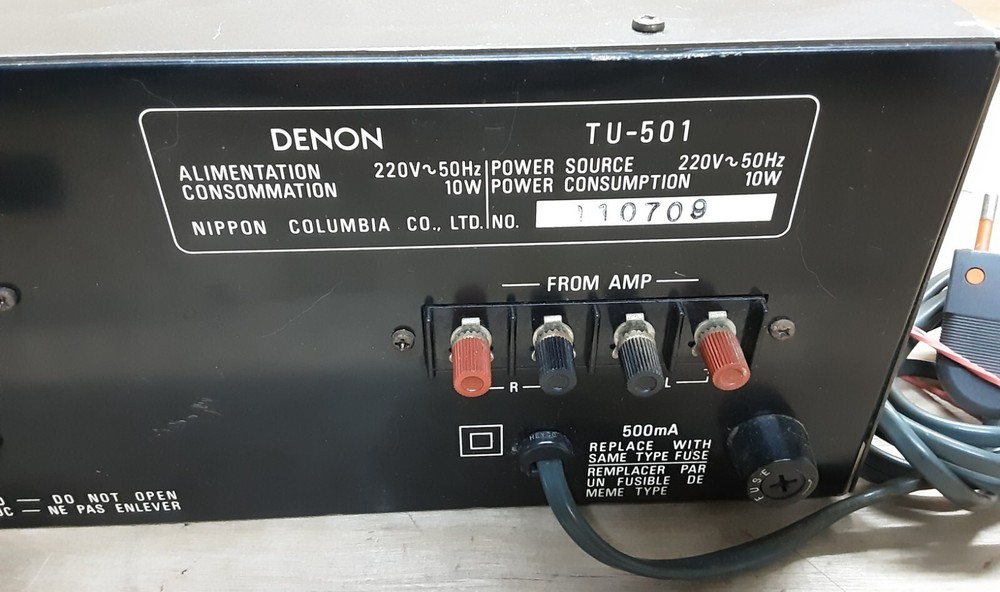 DENON
TU-501
ALIMENTATION 220V~50Hz
CONSOMMATION 10W
POWER SOURCE 220V~50Hz
POWER CONSUMPTION 10W
NIPPON COLUMBIA CO., LTD. NO. 110709
FROM AMP
R
L
500mA
REPLACE WITH
SAME TYPE FUSE
REMPLACER PAR
UN FUSIBLE DE
MEME TYPE
FUSE
— DO NOT OPEN
— NE PAS ENLEVER